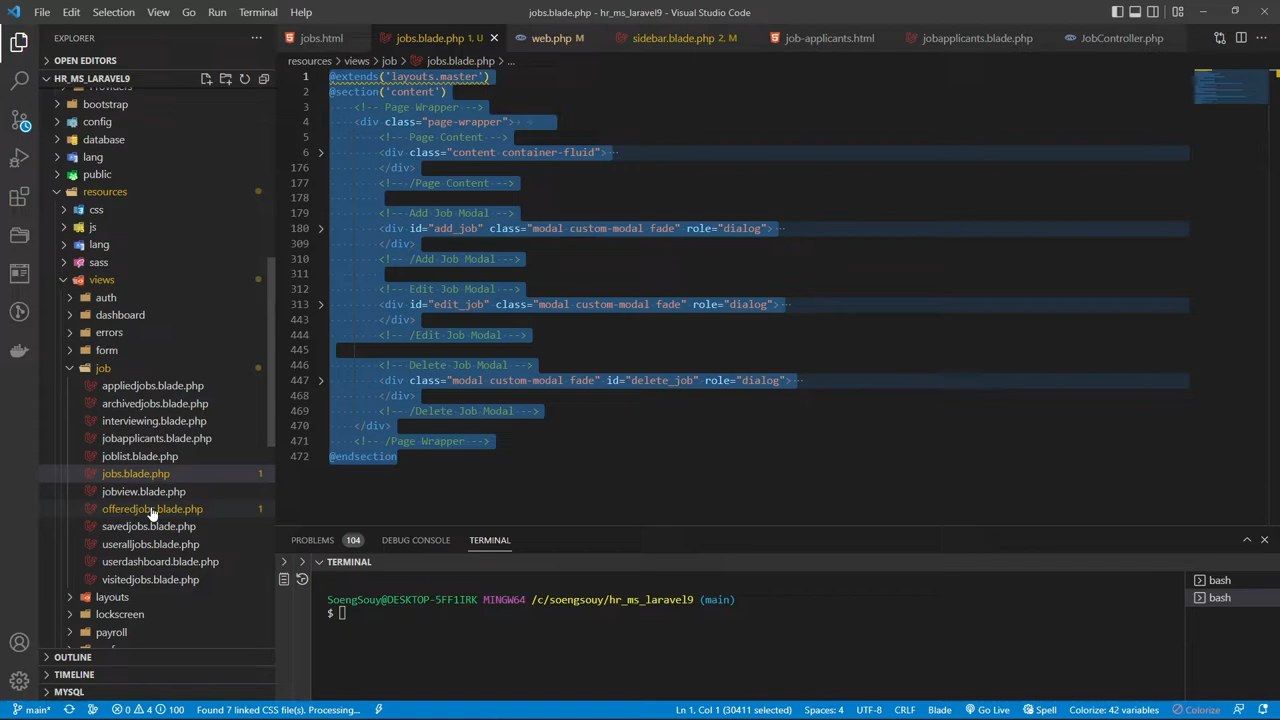 File Edit Selection View Go Run Terminal Help
jobs.blade.php - hr_ms_laravel9 - Visual Studio Code
EXPLORER
OPEN EDITORS
HR_MS_LARAVEL9
Providers
bootstrap
config
database
lang
public
resources
css
js
lang
sass
views
auth
dashboard
errors
form
job
appliedjobs.blade.php
archivedjobs.blade.php
interviewing.blade.php
jobapplicants.blade.php
joblist.blade.php
jobs.blade.php 1
jobview.blade.php
offeredjobs.blade.php 1
savedjobs.blade.php
useralljobs.blade.php
userdashboard.blade.php
visitedjobs.blade.php
layouts
lockscreen
payroll
OUTLINE
TIMELINE
MYSQL
jobs.html jobs.blade.php 1, U web.php M sidebar.blade.php 2, M job-applicants.html jobapplicants.blade.php JobController.php
resources > views > job > jobs.blade.php > ...
1 @extends('layouts.master')
2 @section('content')
3 <!-- Page Wrapper -->
4 <div class="page-wrapper">
5 <!-- Page Content -->
6 <div class="content container-fluid">
176 </div>
177 <!-- /Page Content -->
178
179 <!-- Add Job Modal -->
180 <div id="add_job" class="modal custom-modal fade" role="dialog">
309 </div>
310 <!-- /Add Job Modal -->
311
312 <!-- Edit Job Modal -->
313 <div id="edit_job" class="modal custom-modal fade" role="dialog">
443 </div>
444 <!-- /Edit Job Modal -->
445
446 <!-- Delete Job Modal -->
447 <div class="modal custom-modal fade" id="delete_job" role="dialog">
468 </div>
469 <!-- /Delete Job Modal -->
470 </div>
471 <!-- /Page Wrapper -->
472 @endsection
PROBLEMS 104 DEBUG CONSOLE TERMINAL
TERMINAL
SoengSouy@DESKTOP-5FF1IRK MINGW64 /c/soengsouy/hr_ms_laravel9 (main)
$
bash
bash
main* 0 4 100 Found 7 linked CSS file(s). Processing... Ln 1, Col 1 (30411 selected) Spaces: 4 UTF-8 CRLF Blade Go Live Spell Colorize: 42 variables Colorize